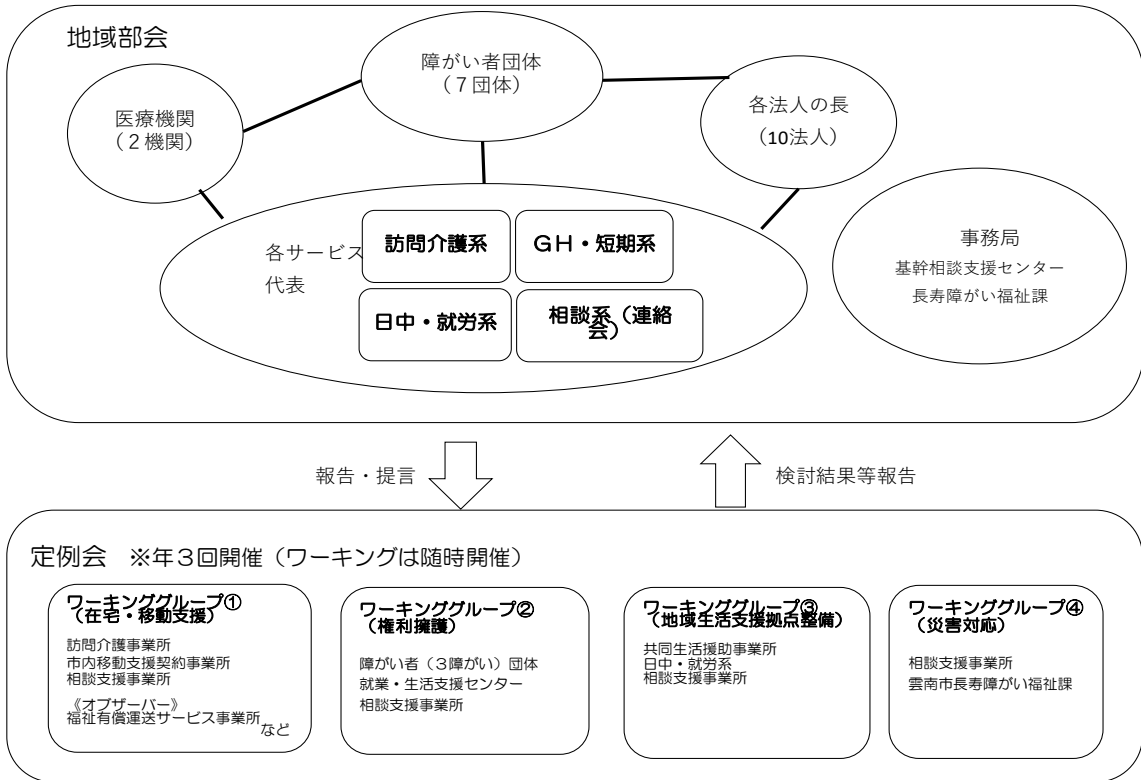 地域部会
障がい者団体
（７団体）
医療機関
（２機関）
各法人の長
（10法人）
各サービス
代表
訪問介護系
ＧＨ・短期系
日中・就労系
相談系（連絡
会）
事務局
基幹相談支援センター
長寿障がい福祉課
報告・提言
検討結果等報告
定例会　※年３回開催（ワーキングは随時開催）
ワーキンググループ①
（在宅・移動支援）
訪問介護事業所
市内移動支援契約事業所
相談支援事業所
《オブザーバー》
福祉有償運送サービス事業所
など
ワーキンググループ②
（権利擁護）
障がい者（３障がい）団体
就業・生活支援センター
相談支援事業所
ワーキンググループ③
（地域生活支援拠点整備）
共同生活援助事業所
日中・就労系
相談支援事業所
ワーキンググループ④
（災害対応）
相談支援事業所
雲南市長寿障がい福祉課